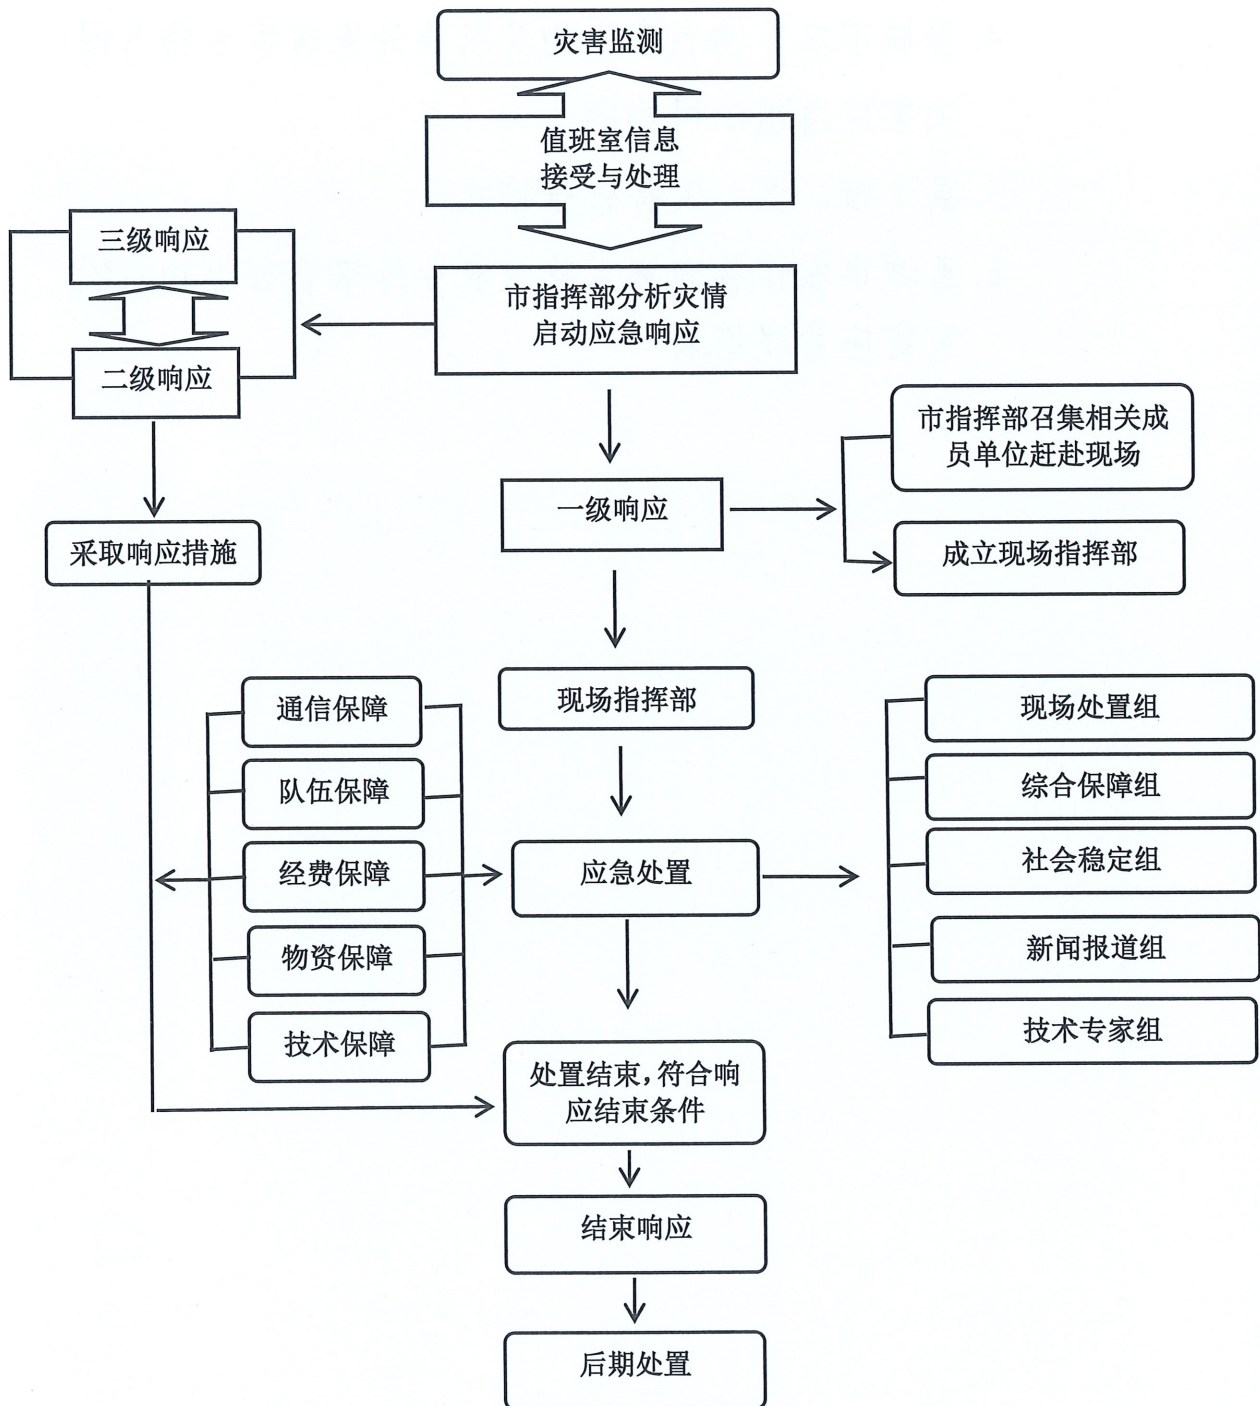 灾害监测
值班室信息
接受与处理
三级响应
市指挥部分析灾情
启动应急响应
二级响应
市指挥部召集相关成
员单位赶赴现场
一级响应
采取响应措施
成立现场指挥部
通信保障
现场指挥部
现场处置组
队伍保障
综合保障组
经费保障
应急处置
社会稳定组
物资保障
新闻报道组
技术保障
技术专家组
处置结束，符合响
应结束条件
结束响应
后期处置